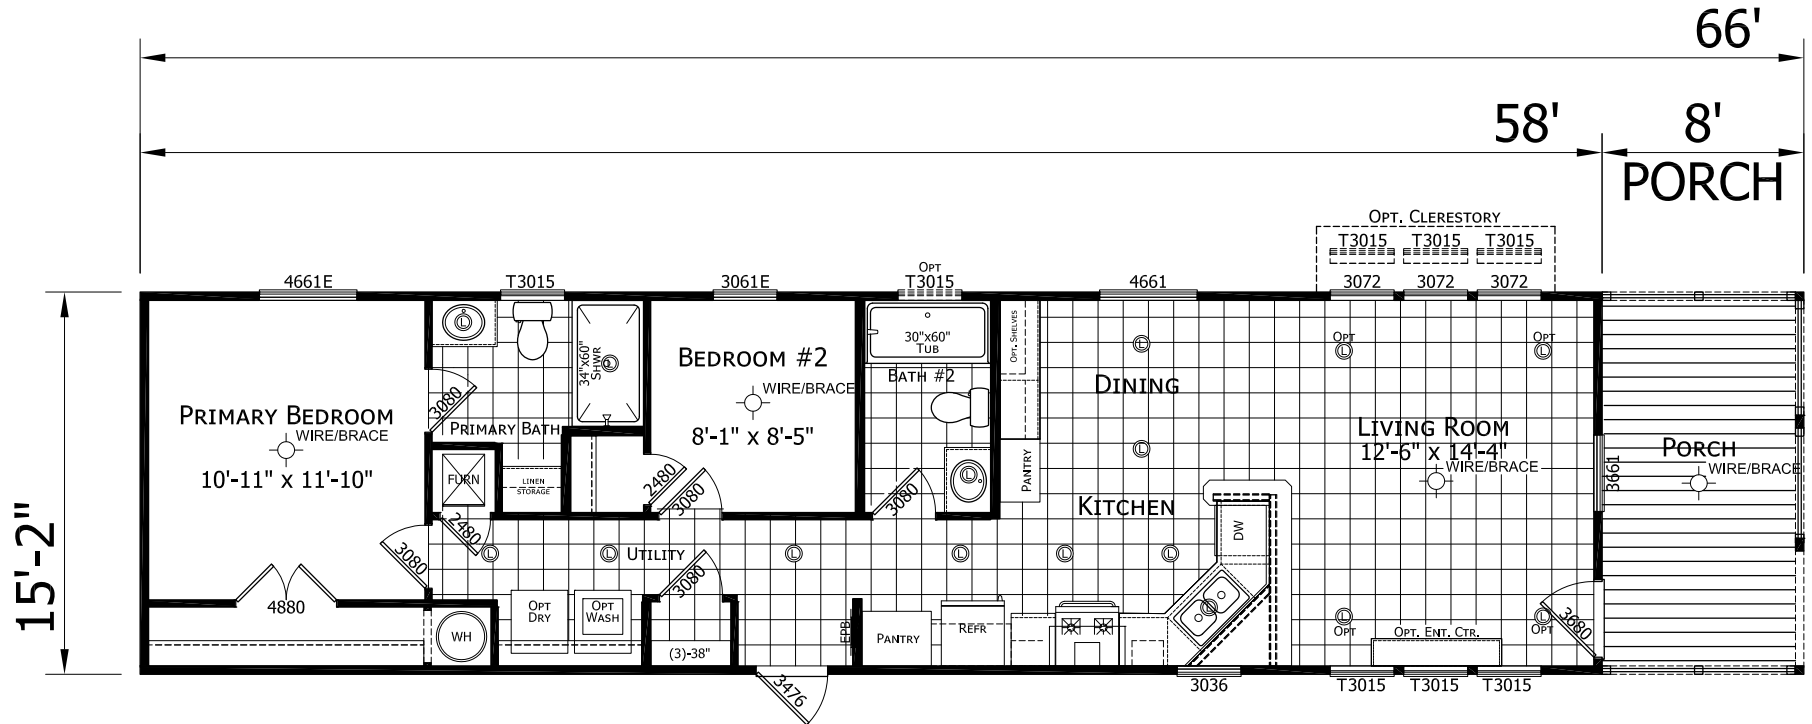 66'
58'
8'
PORCH
OPT. CLERESTORY
T3015 T3015 T3015
4661E
T3015
3061E
OPT
T3015
4661
3072 3072 3072
15'-2"
PRIMARY BEDROOM
WIRE/BRACE
10'-11" x 11'-10"
4880
3080
3080
L
34"x60"
SHWR
L
PRIMARY BATH
FURN
2480
LINEN
STORAGE
BEDROOM #2
WIRE/BRACE
8'-1" x 8'-5"
2480
3080
30"x60"
TUB
BATH #2
3080
L
OPT. SHELVES
PANTRY
L
DINING
L
KITCHEN
OPT
L
OPT
L
LIVING ROOM
12'-6" x 14'-4"
WIRE/BRACE
3661
PORCH
WIRE/BRACE
L
L
UTILITY
L
L
L
L
3080
WH
OPT
DRY
OPT
WASH
(3)-38"
EPB
PANTRY
REFR
DW
L
L
OPT
OPT. ENT. CTR.
L
OPT
3680
3476
3036
T3015 T3015 T3015